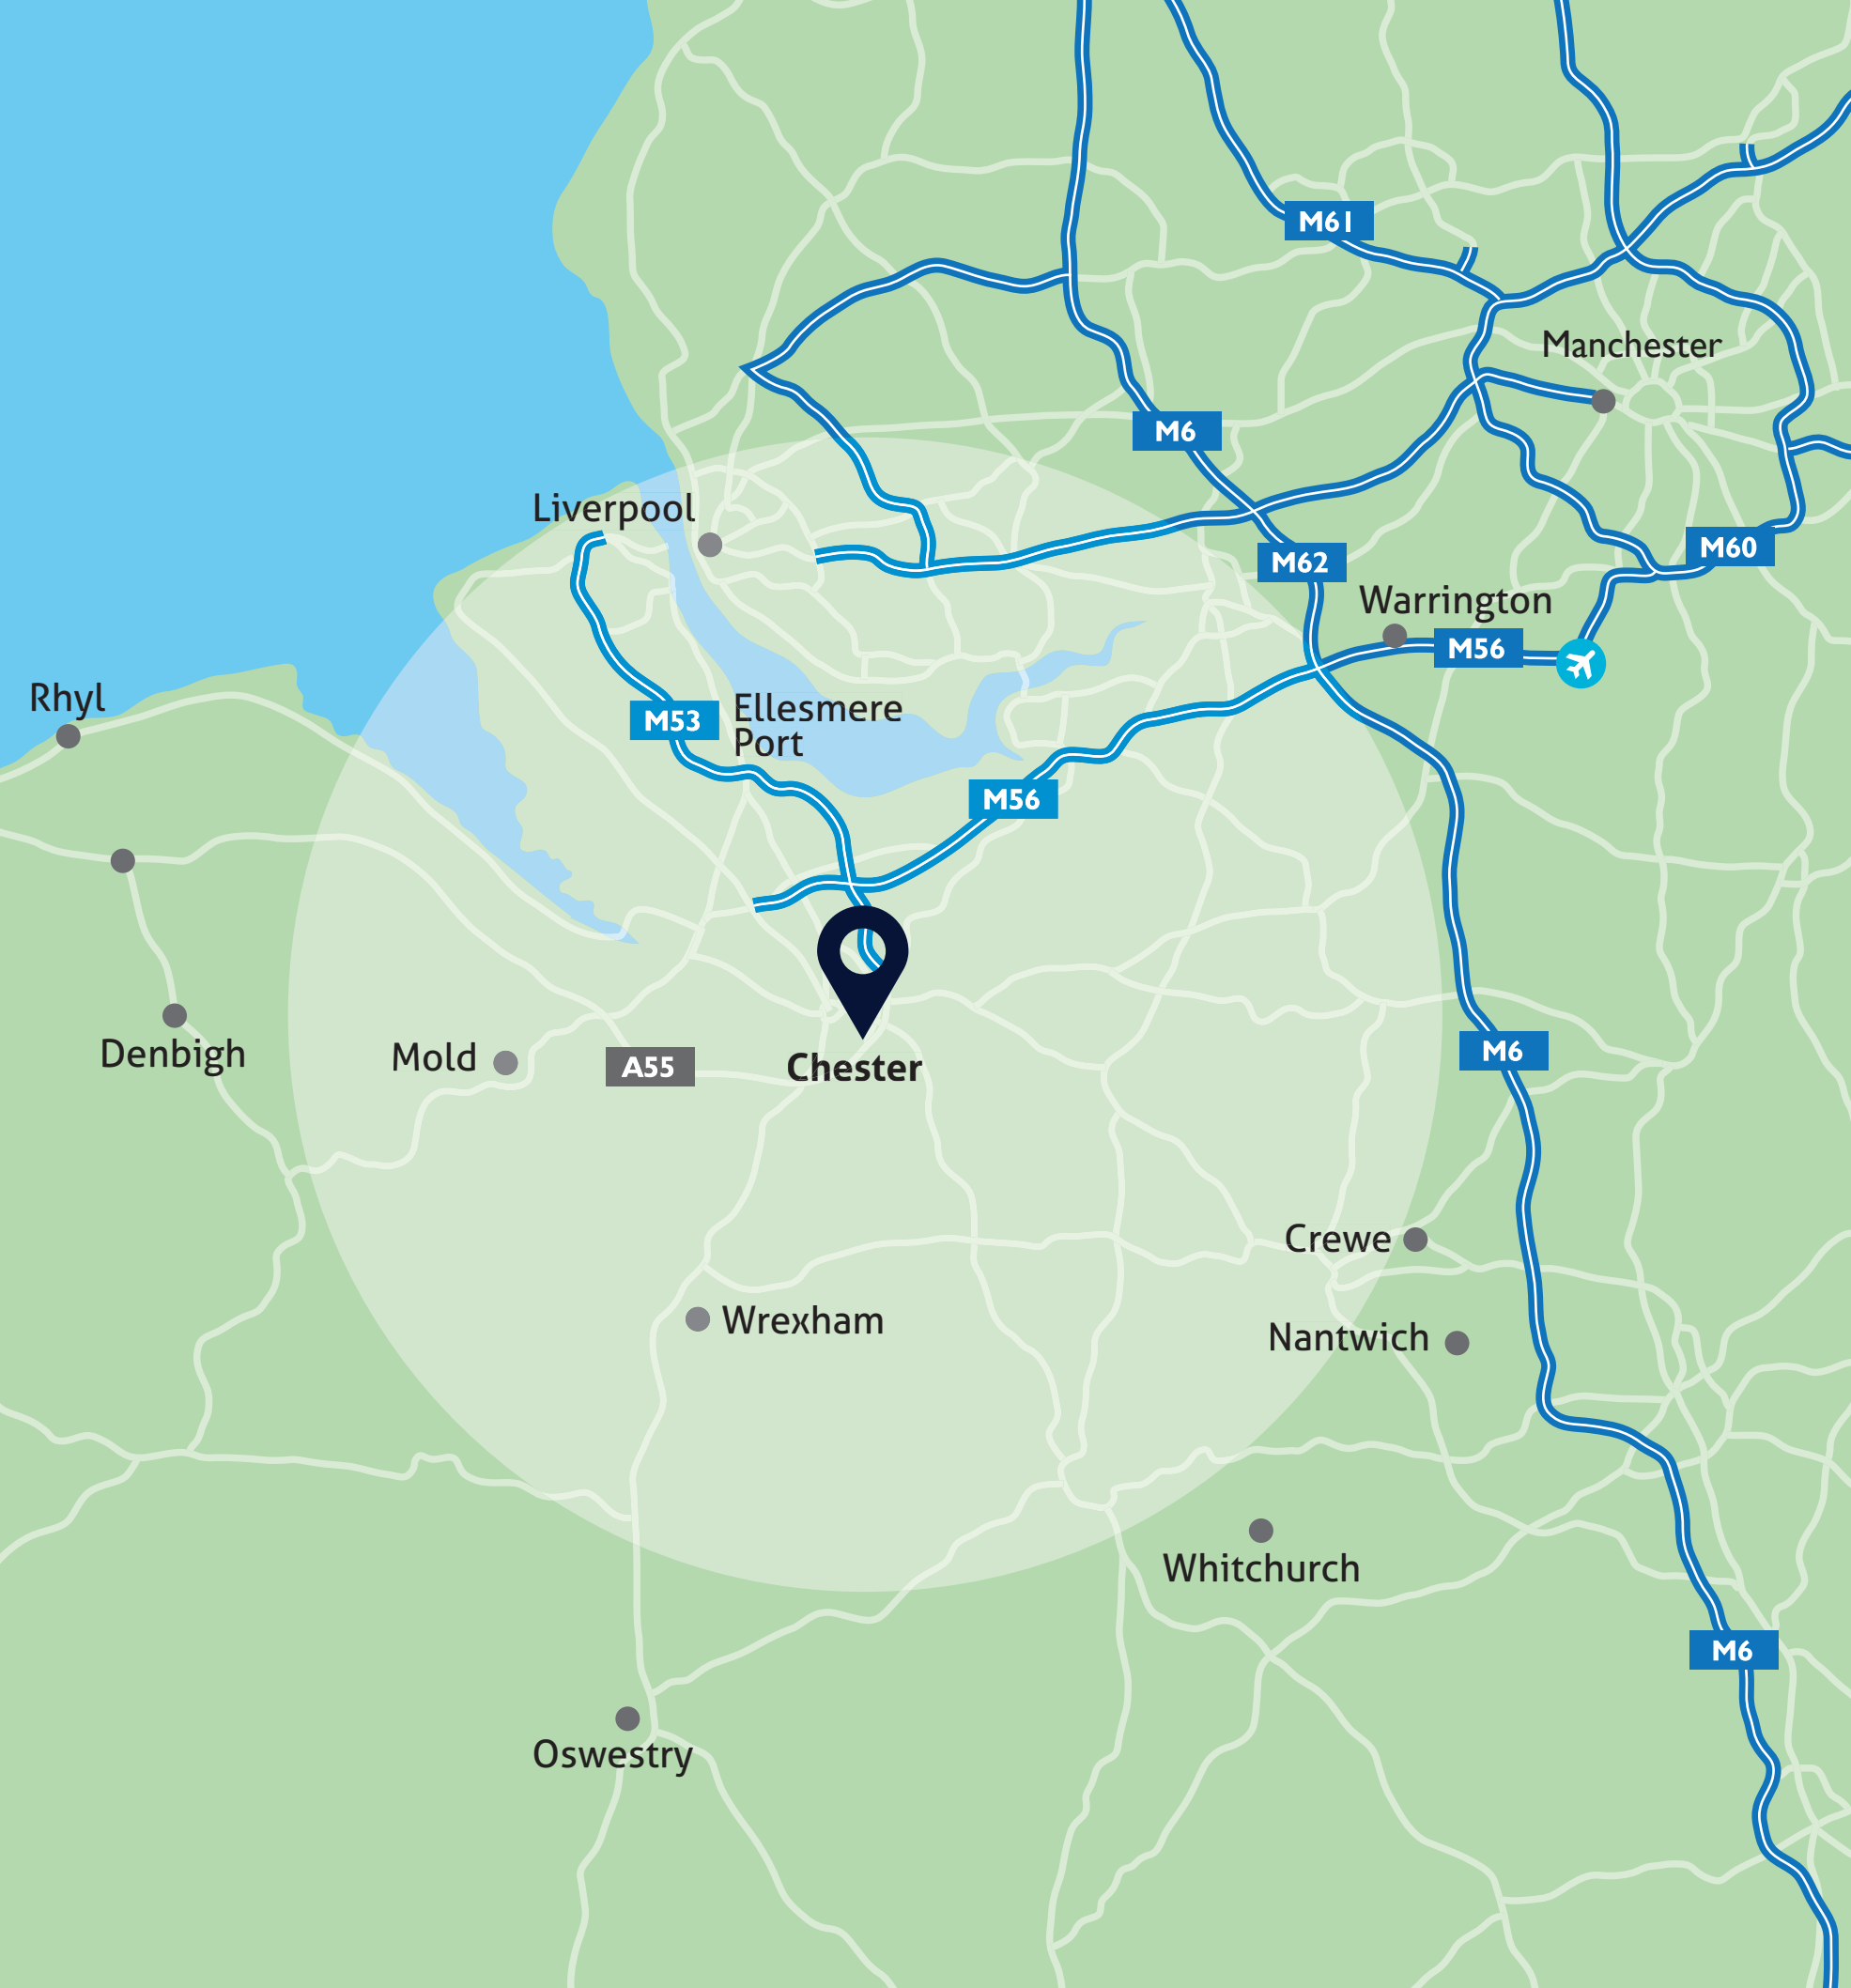 M61
Manchester
M6
Liverpool
M62
M60
Warrington
M56
Rhyl
M53
Ellesmere
Port
M56
Denbigh
Mold
A55
Chester
M6
Crewe
Wrexham
Nantwich
Whitchurch
M6
Oswestry